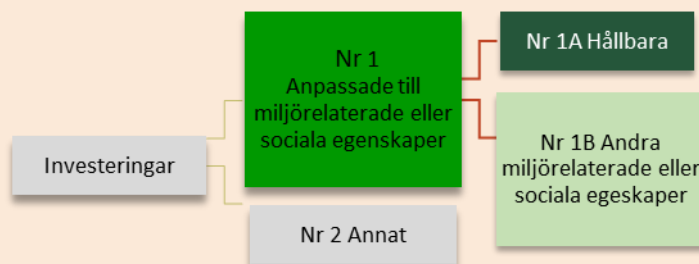 Investeringar
Nr 1
Anpassade till
miljörelaterade eller
sociala egenskaper
Nr 2 Annat
Nr 1A Hållbara
Nr 1B Andra
miljörelaterade eller
sociala egeskaper